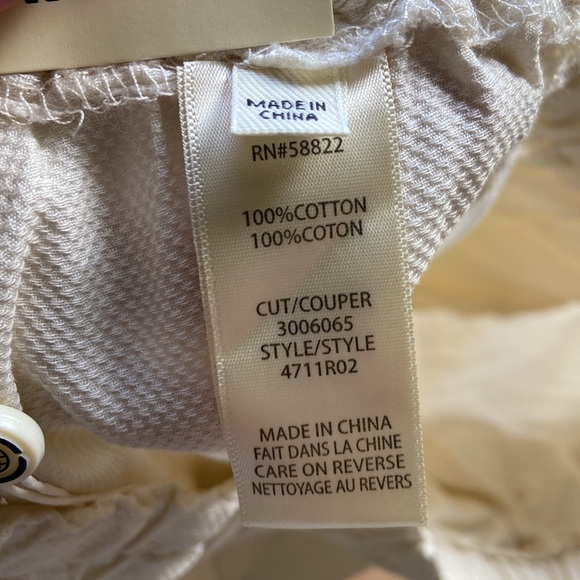 MADE IN
CHINA
RN#58822
100%COTTON
100%COTON
CUT/COUPER
3006065
STYLE/STYLE
4711R02
MADE IN CHINA
FAIT DANS LA CHINE
CARE ON REVERSE
NETTOYAGE AU REVERS